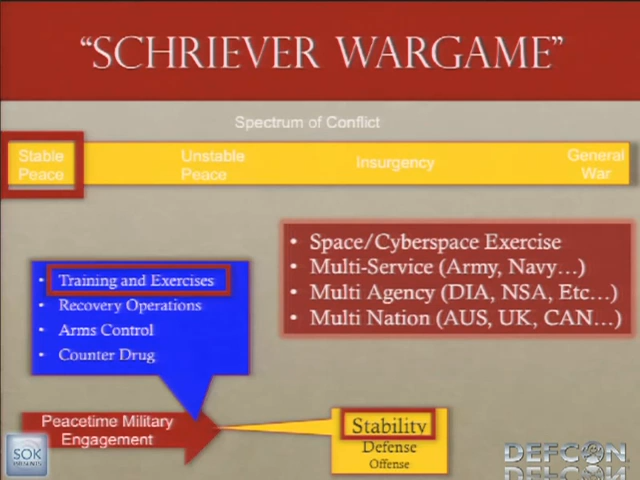 “SCHRIEVER WARGAME”
Spectrum of Conflict
Stable
Peace
Unstable
Peace
Insurgency
General
War
• Space/Cyberspace Exercise
• Multi-Service (Army, Navy…)
• Multi Agency (DIA, NSA, Etc…)
• Multi Nation (AUS, UK, CAN…)
• Training and Exercises
• Recovery Operations
• Arms Control
• Counter Drug
Peacetime Military
Engagement
Stability
Defense
Offense
SOK
DEFCON